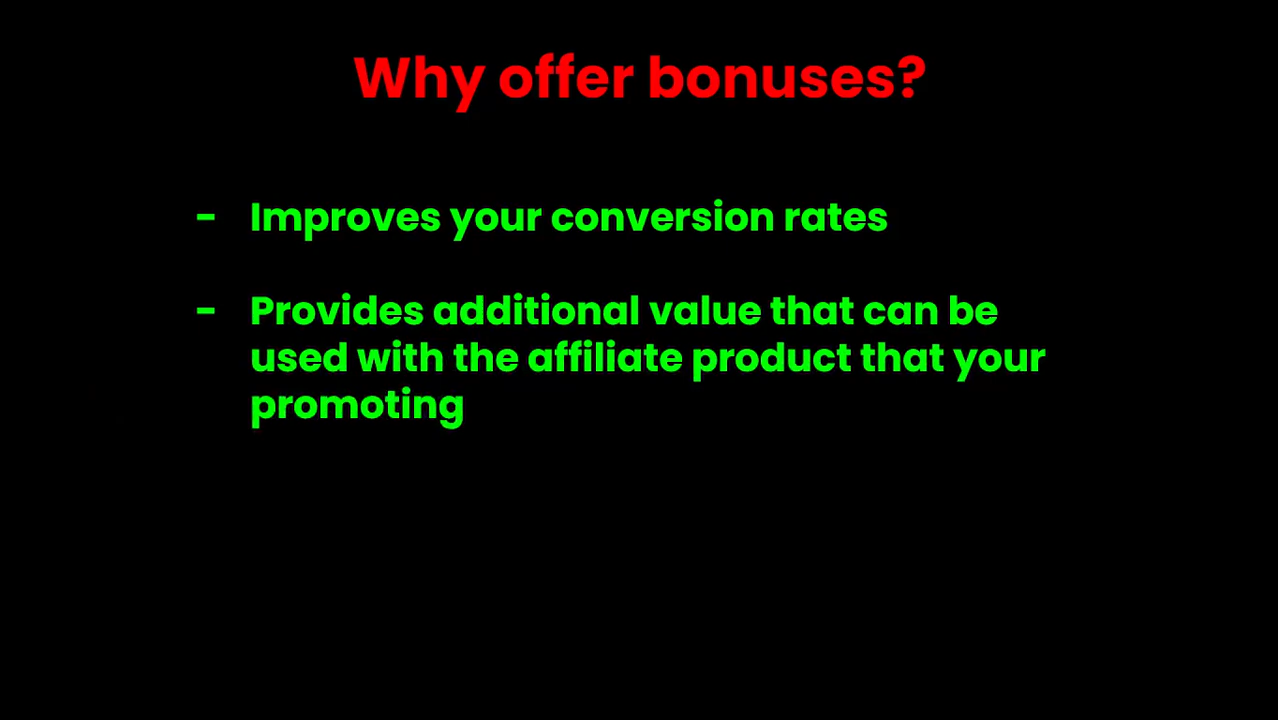 Why offer bonuses?
- Improves your conversion rates
- Provides additional value that can be
used with the affiliate product that your
promoting